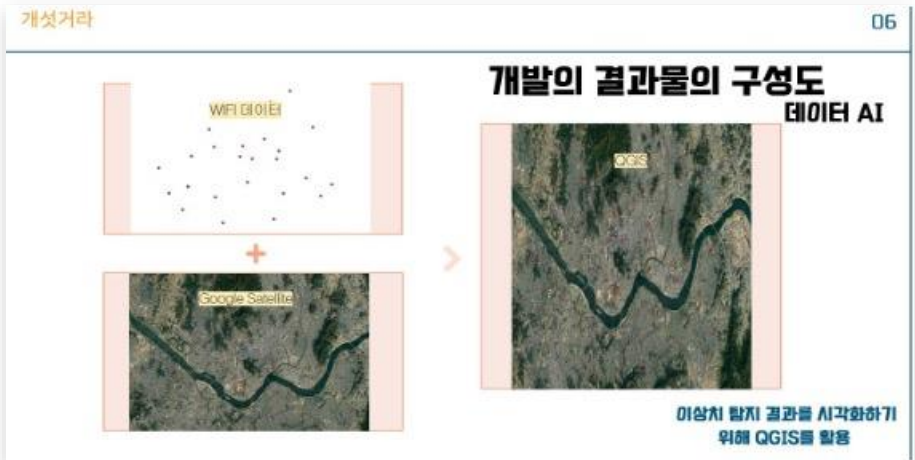 개섯거라
06
개발의 결과물의 구성도
데이터 AI
WIFI 데이터
+
Google Satellite
QGIS
이상치 탐지 결과를 시각화하기
위해 QGIS를 활용